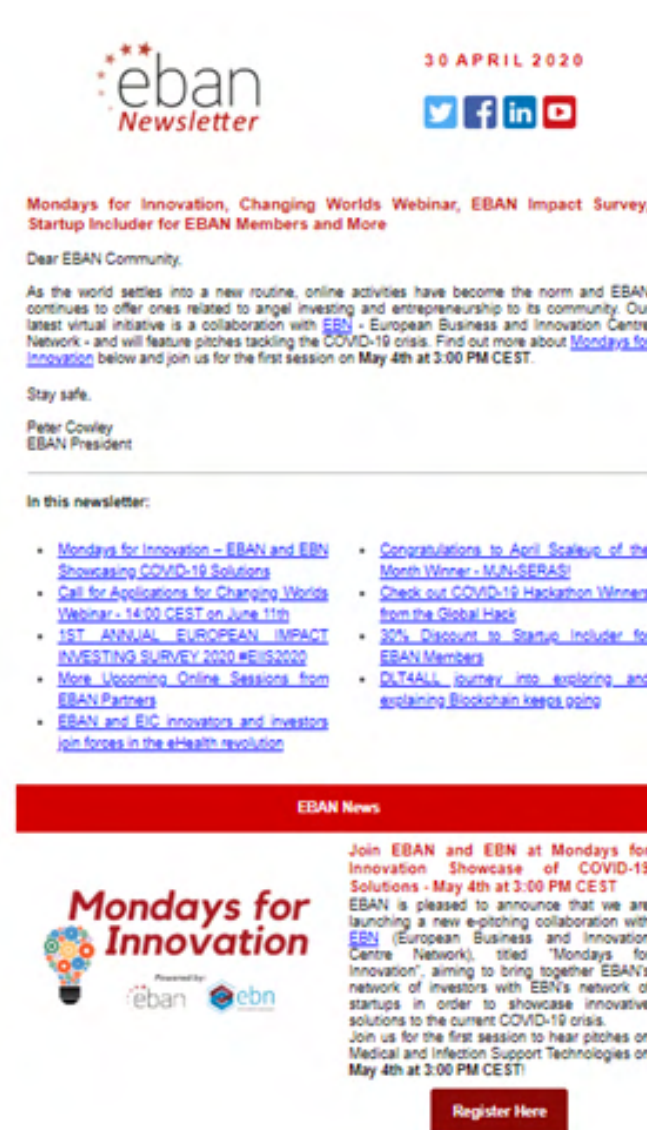 eban
Newsletter
30 APRIL 2020
Mondays for Innovation, Changing Worlds Webinar, EBAN Impact Survey,
Startup Includer for EBAN Members and More
Dear EBAN Community,
As the world settles into a new routine, online activities have become the norm and EBAN
continues to offer ones related to angel investing and entrepreneurship to its community. Our
latest virtual initiative is a collaboration with EBN - European Business and Innovation Centre
Network - and will feature pitches tackling the COVID-19 crisis. Find out more about Mondays for
Innovation below and join us for the first session on May 4th at 3:00 PM CEST.
Stay safe,
Peter Cowley
EBAN President
In this newsletter:
• Mondays for Innovation – EBAN and EBN
Showcasing COVID-19 Solutions
• Call for Applications for Changing Worlds
Webinar - 14:00 CEST on June 11th
• 1ST ANNUAL EUROPEAN IMPACT
INVESTING SURVEY 2020 #EIIS2020
• More Upcoming Online Sessions from
EBAN Partners
• EBAN and EIC innovators and investors
join forces in the eHealth revolution
• Congratulations to April Scaleup of the
Month Winner - MJN-SERAS!
• Check out COVID-19 Hackathon Winners
from the Global Hack
• 30% Discount to Startup Includer for
EBAN Members
• DLT4ALL journey into exploring and
explaining Blockchain keeps going
EBAN News
Mondays for
Innovation
Powered by:
eban ebn
Join EBAN and EBN at Mondays for
Innovation Showcase of COVID-19
Solutions - May 4th at 3:00 PM CEST
EBAN is pleased to announce that we are
launching a new e-pitching collaboration with
EBN (European Business and Innovation
Centre Network), titled "Mondays for
Innovation", aiming to bring together EBAN's
network of investors with EBN's network of
startups in order to showcase innovative
solutions to the current COVID-19 crisis.
Join us for the first session to hear pitches on
Medical and Infection Support Technologies on
May 4th at 3:00 PM CEST!
Register Here